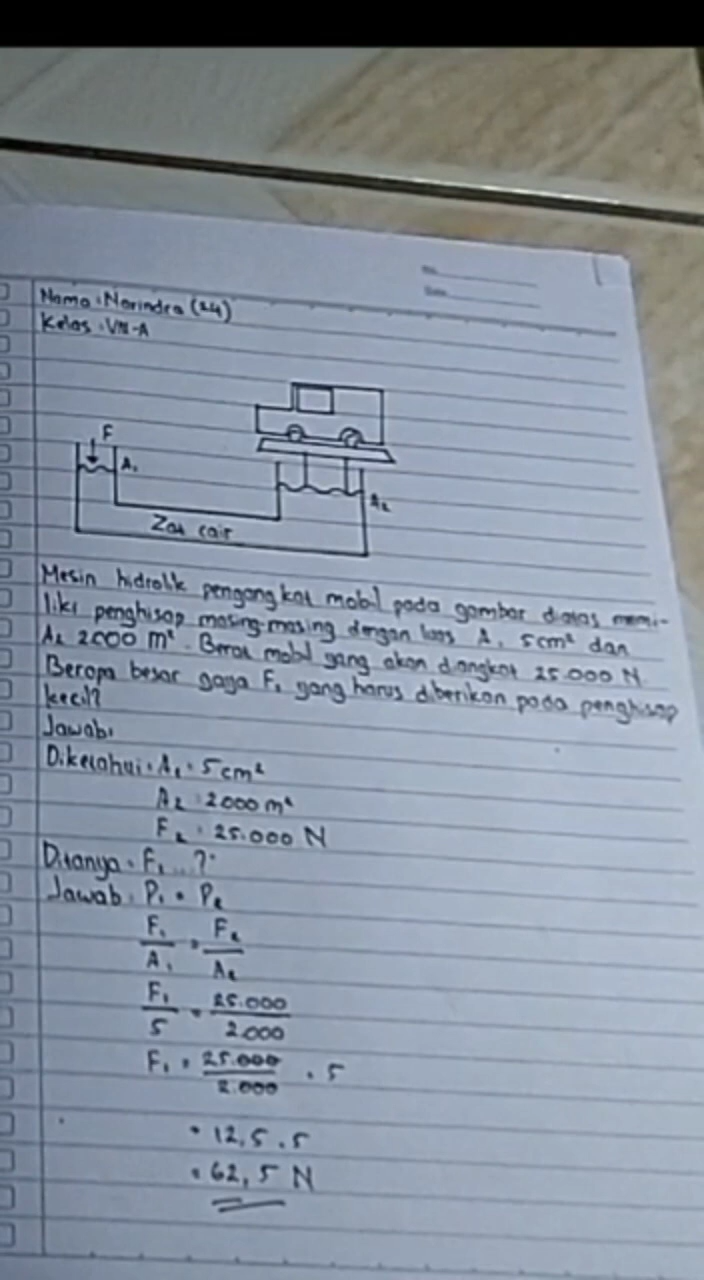 No.
Date
Nama : Narindra (24)
Kelas : VIII-A
F
A₁
A₂
Zat cair
Mesin hidrolik pengangkat mobil pada gambar diatas memi-
liki penghisap masing-masing dengan luas A₁ 5cm² dan
A₂ 2000 m². Berat mobil yang akan diangkat 25.000 N
Berapa besar gaya F₁ yang harus diberikan pada penghisap
kecil?
Jawab:
Diketahui : A₁ = 5 cm²
A₂ = 2000 m²
F₂ = 25.000 N
Ditanya = F₁ ...?
Jawab : P₁ = P₂
F₁/A₁ = F₂/A₂
F₁/5 = 25.000/2.000
F₁ = 25.000/2.000 . 5
= 12,5 . 5
= 62,5 N